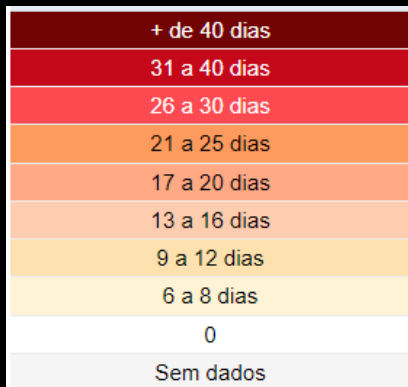 + de 40 dias
31 a 40 dias
26 a 30 dias
21 a 25 dias
17 a 20 dias
13 a 16 dias
9 a 12 dias
6 a 8 dias
0
Sem dados